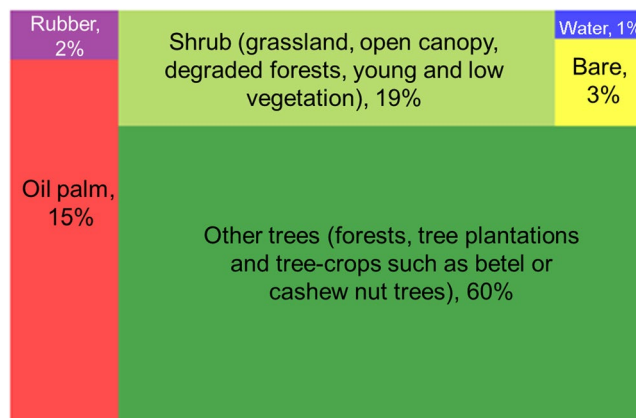 Rubber,
2%
Shrub (grassland, open canopy,
degraded forests, young and low
vegetation), 19%
Water, 1%
Bare,
3%
Oil palm,
15%
Other trees (forests, tree plantations
and tree-crops such as betel or
cashew nut trees), 60%